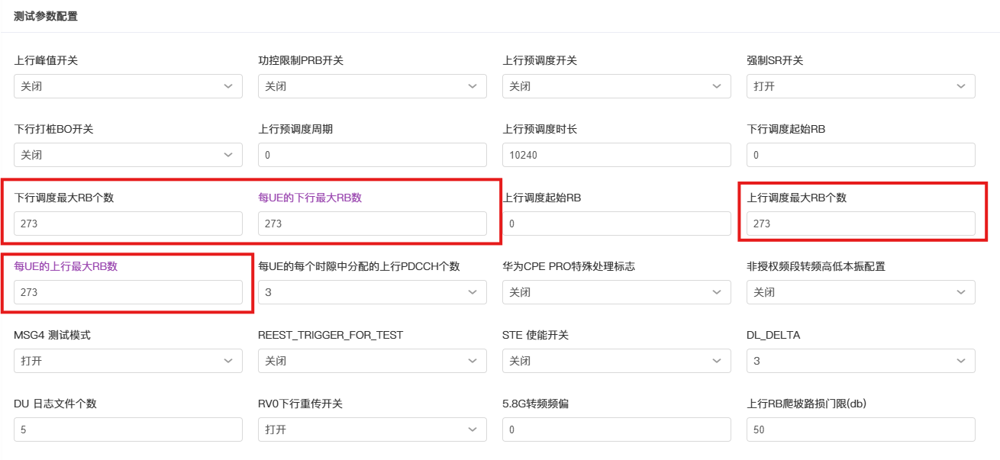 测试参数配置
上行峰值开关 功控限制PRB开关 上行预调度开关 强制SR开关
关闭 关闭 关闭 打开
下行打桩BO开关 上行预调度周期 上行预调度时长 下行调度起始RB
关闭 0 10240 0
下行调度最大RB个数 每UE的下行最大RB数 上行调度起始RB 上行调度最大RB个数
273 273 0 273
每UE的上行最大RB数 每UE的每个时隙中分配的上行PDCCH个数 华为CPE PRO特殊处理标志 非授权频段转频高低本振配置
273 3 关闭 关闭
MSG4 测试模式 REEST_TRIGGER_FOR_TEST STE 使能开关 DL_DELTA
打开 关闭 关闭 3
DU 日志文件个数 RV0下行重传开关 5.8G转频频偏 上行RB爬坡路损门限(db)
5 打开 0 50